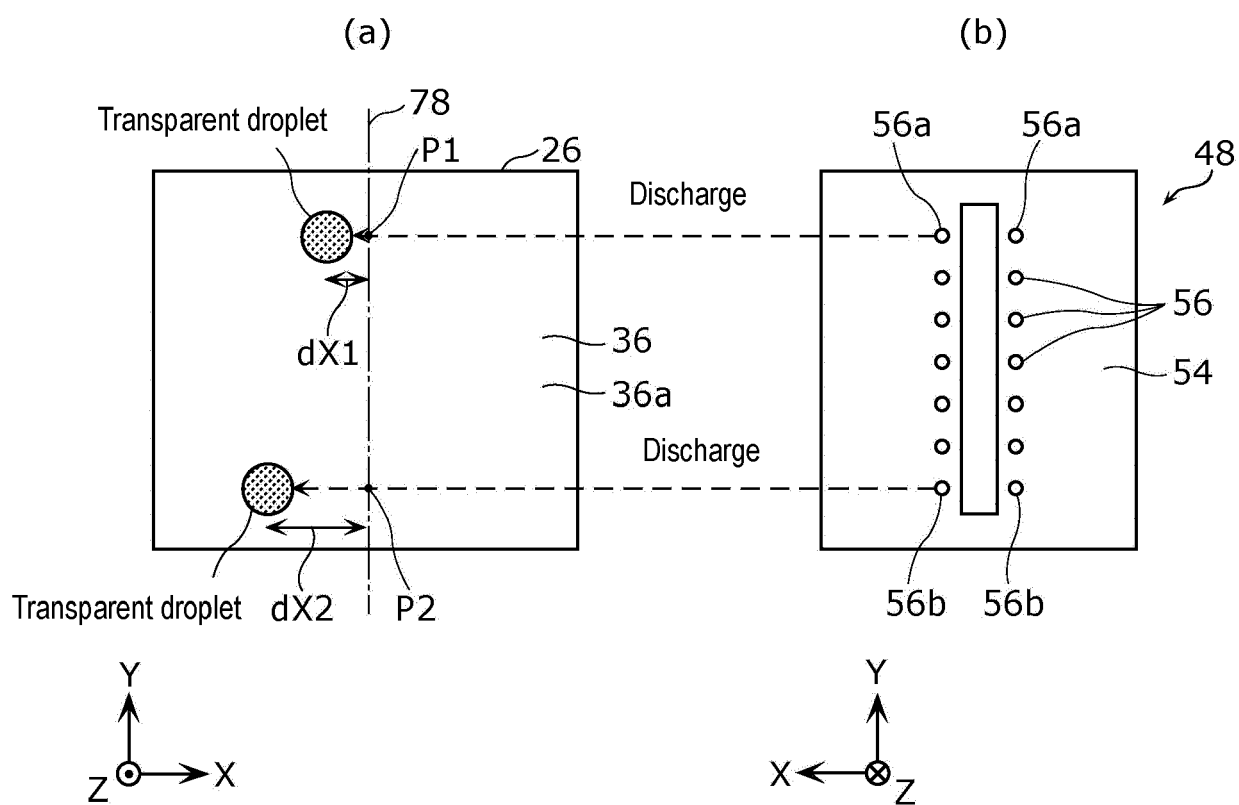 (a)
(b)
78
Transparent droplet
P1
26
56a
56a
48
Discharge
dX1
36
36a
56
54
Discharge
Transparent droplet
dX2
P2
56b
56b
Y
X
Z
Y
X
Z